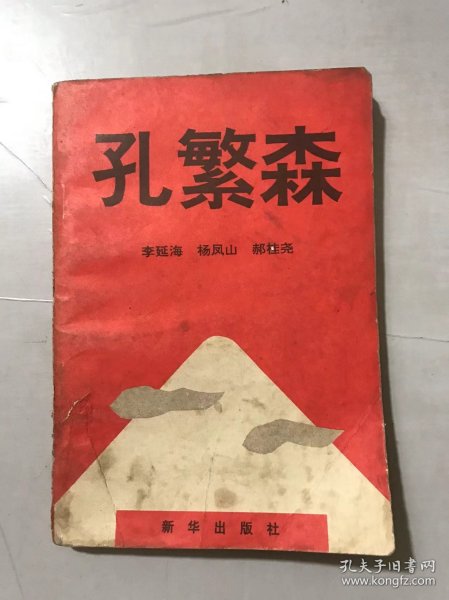 孔繁森
李延海 杨凤山 郝桂尧
新华出版社
孔夫子旧书网
www.kongfz.com